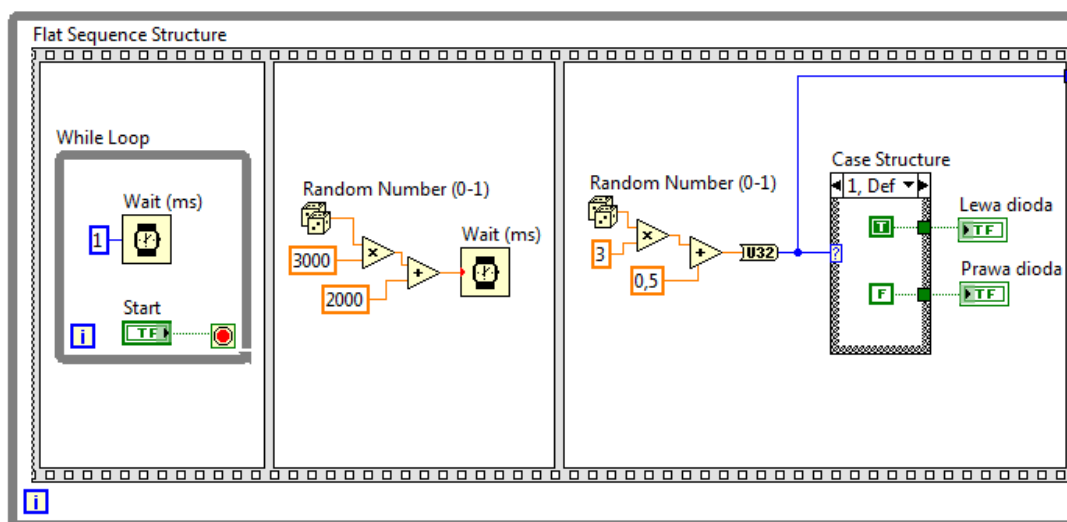 Flat Sequence Structure
While Loop
Wait (ms)
1
Start
TF
i
Random Number (0-1)
3000
2000
Wait (ms)
Random Number (0-1)
3
0,5
U32
Case Structure
1, Def
?
T
F
Lewa dioda
TF
Prawa dioda
TF
i